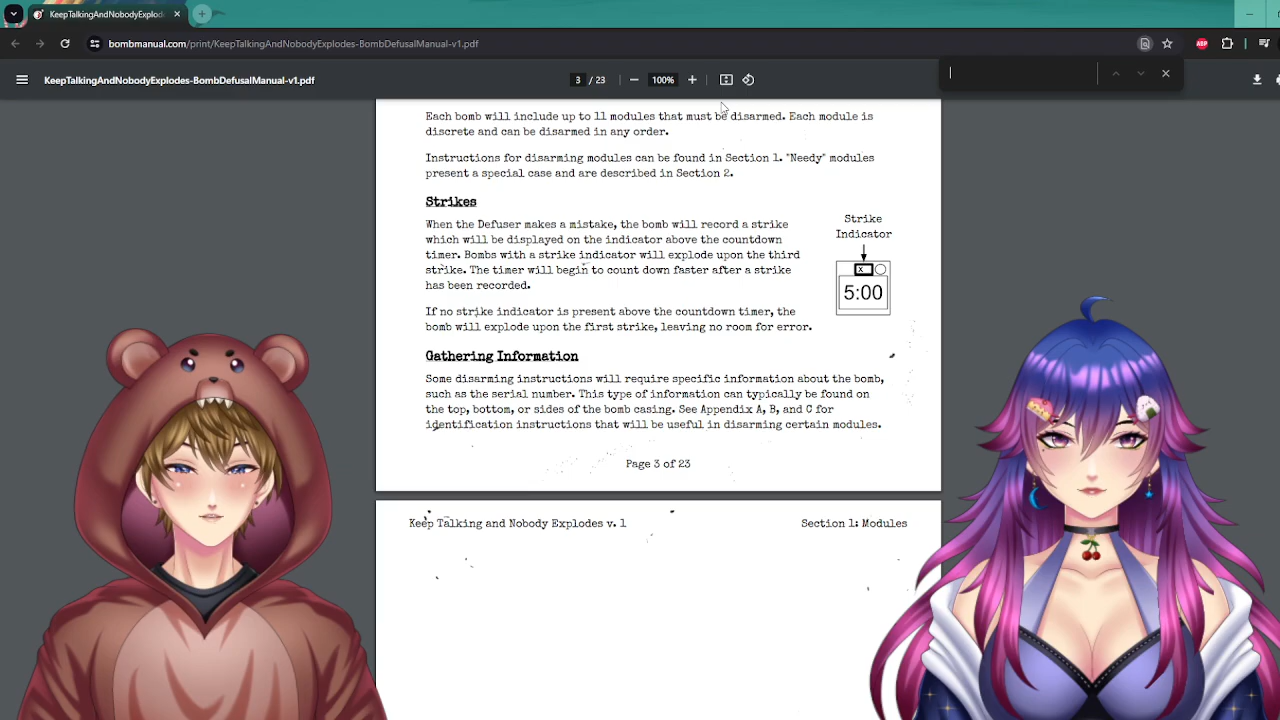 KeepTalkingAndNobodyExplode
bombmanual.com/print/KeepTalkingAndNobodyExplodes-BombDefusalManual-v1.pdf
ABP
KeepTalkingAndNobodyExplodes-BombDefusalManual-v1.pdf
3 / 23
100%
Each bomb will include up to 11 modules that must be disarmed. Each module is
discrete and can be disarmed in any order.
Instructions for disarming modules can be found in Section 1. "Needy" modules
present a special case and are described in Section 2.
Strikes
When the Defuser makes a mistake, the bomb will record a strike
which will be displayed on the indicator above the countdown
timer. Bombs with a strike indicator will explode upon the third
strike. The timer will begin to count down faster after a strike
has been recorded.
If no strike indicator is present above the countdown timer, the
bomb will explode upon the first strike, leaving no room for error.
Strike
Indicator
X
5:00
Gathering Information
Some disarming instructions will require specific information about the bomb,
such as the serial number. This type of information can typically be found on
the top, bottom, or sides of the bomb casing. See Appendix A, B, and C for
identification instructions that will be useful in disarming certain modules.
Page 3 of 23
Keep Talking and Nobody Explodes v. 1
Section 1: Modules